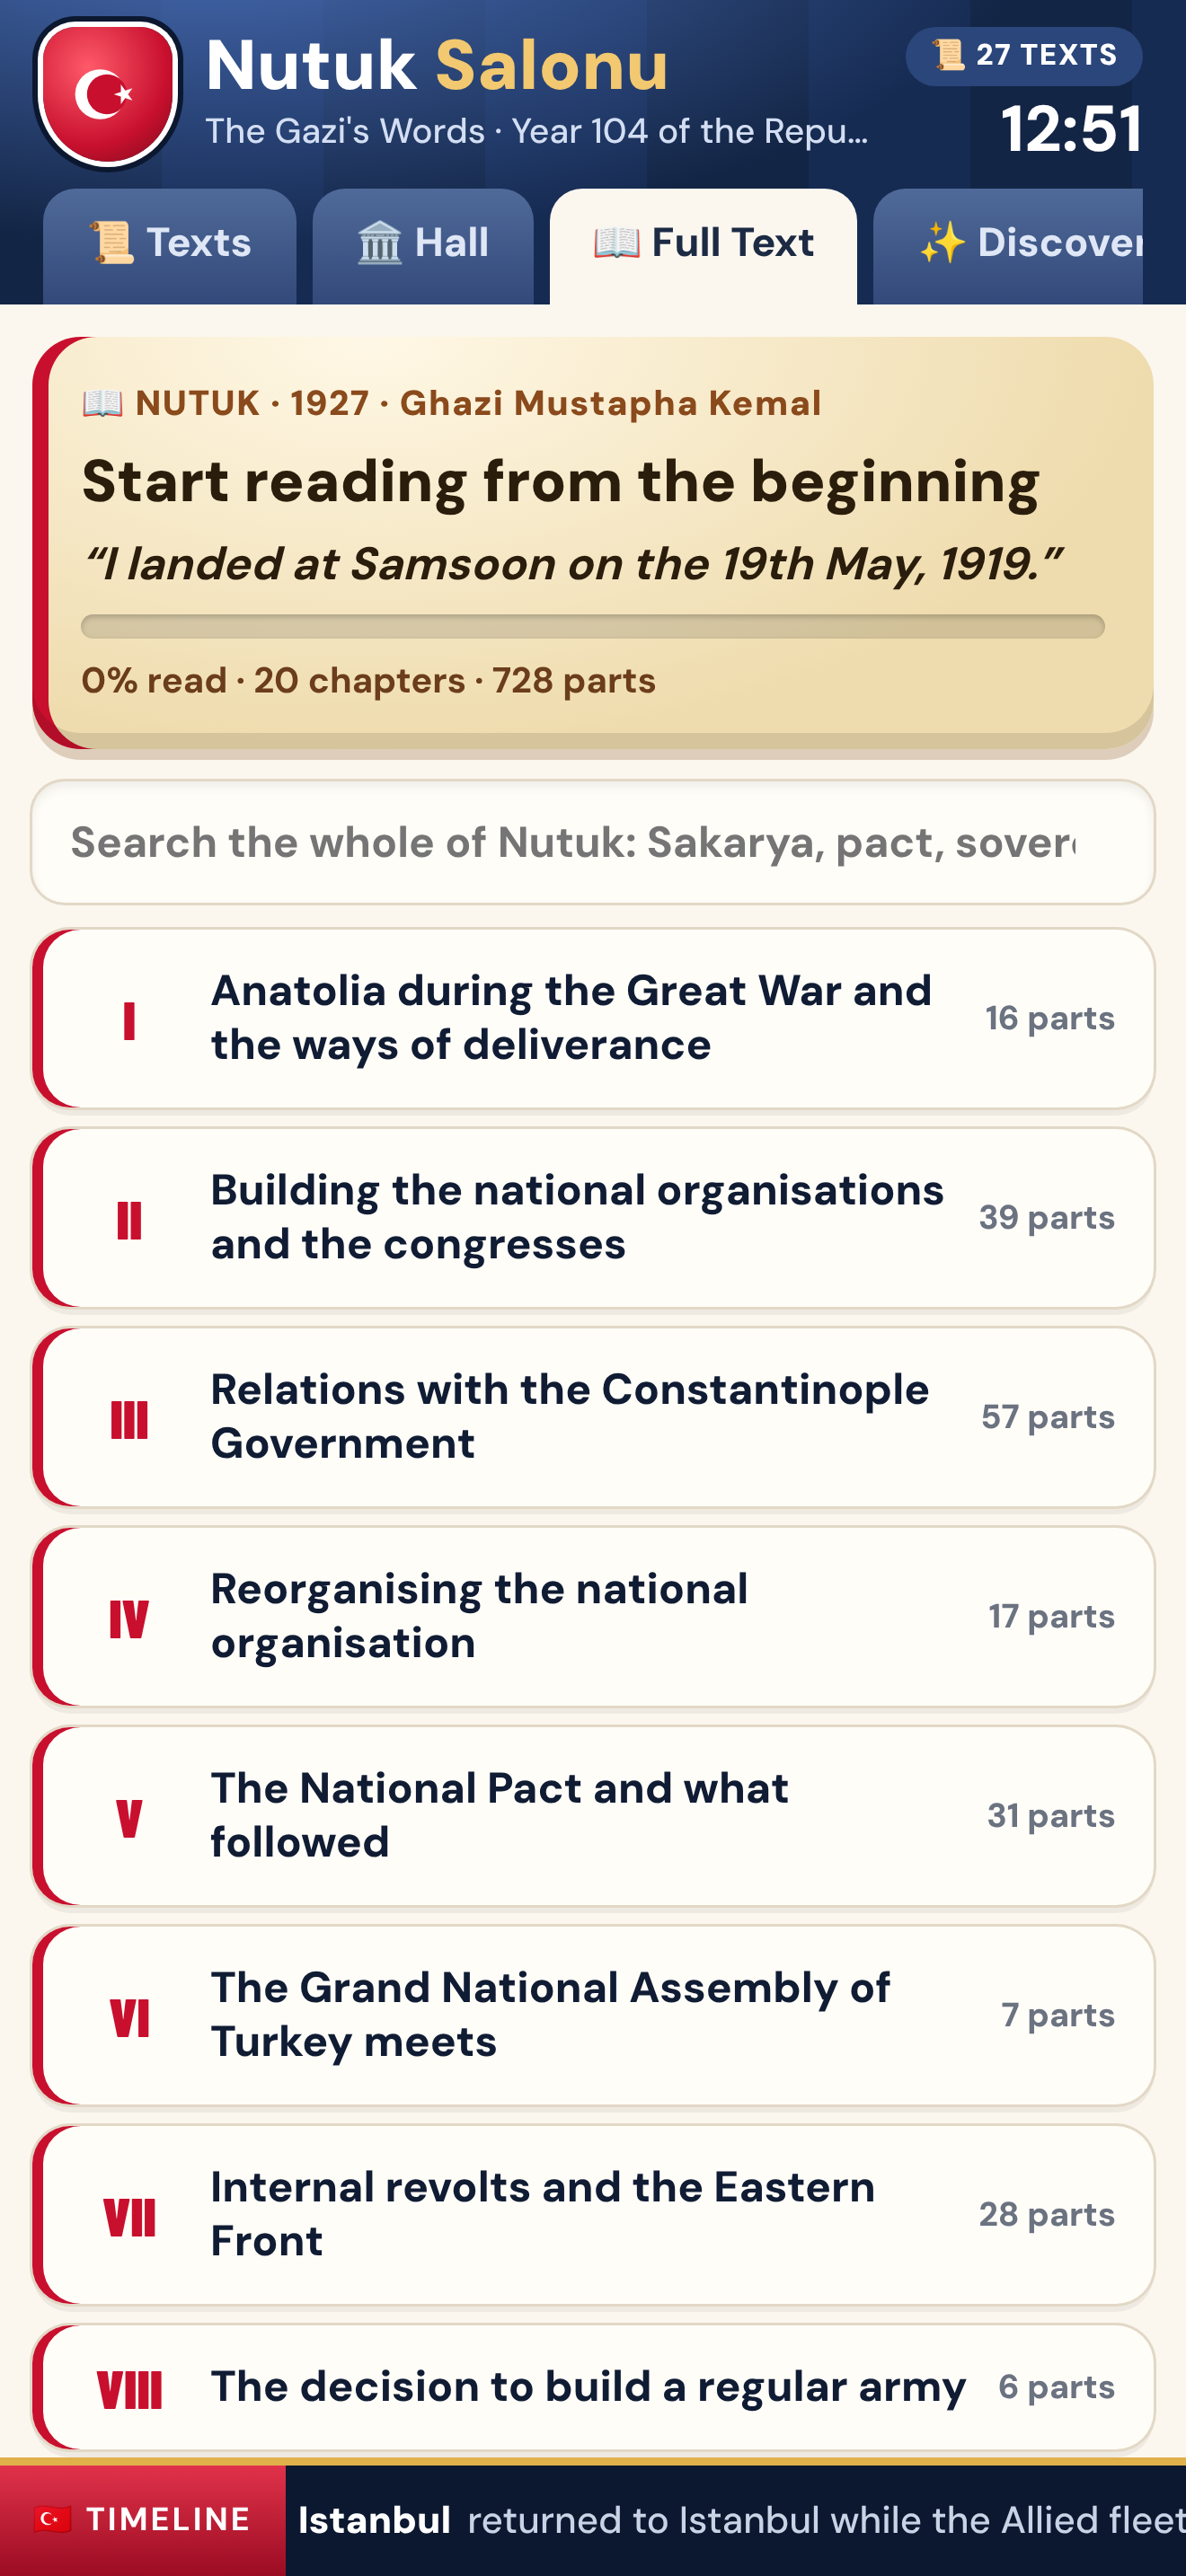 Nutuk Salonu
The Gazi's Words · Year 104 of the Repu...
📜 27 TEXTS
12:51
📜 Texts
🏛️ Hall
📖 Full Text
✨ Discover
📖 NUTUK · 1927 · Ghazi Mustapha Kemal
Start reading from the beginning
“I landed at Samsoon on the 19th May, 1919.”
0% read · 20 chapters · 728 parts
Search the whole of Nutuk: Sakarya, pact, sover
I
Anatolia during the Great War and
the ways of deliverance
16 parts
II
Building the national organisations
and the congresses
39 parts
III
Relations with the Constantinople
Government
57 parts
IV
Reorganising the national
organisation
17 parts
V
The National Pact and what
followed
31 parts
VI
The Grand National Assembly of
Turkey meets
7 parts
VII
Internal revolts and the Eastern
Front
28 parts
VIII
The decision to build a regular army
6 parts
🇹🇷 TIMELINE
Istanbul returned to Istanbul while the Allied fleet